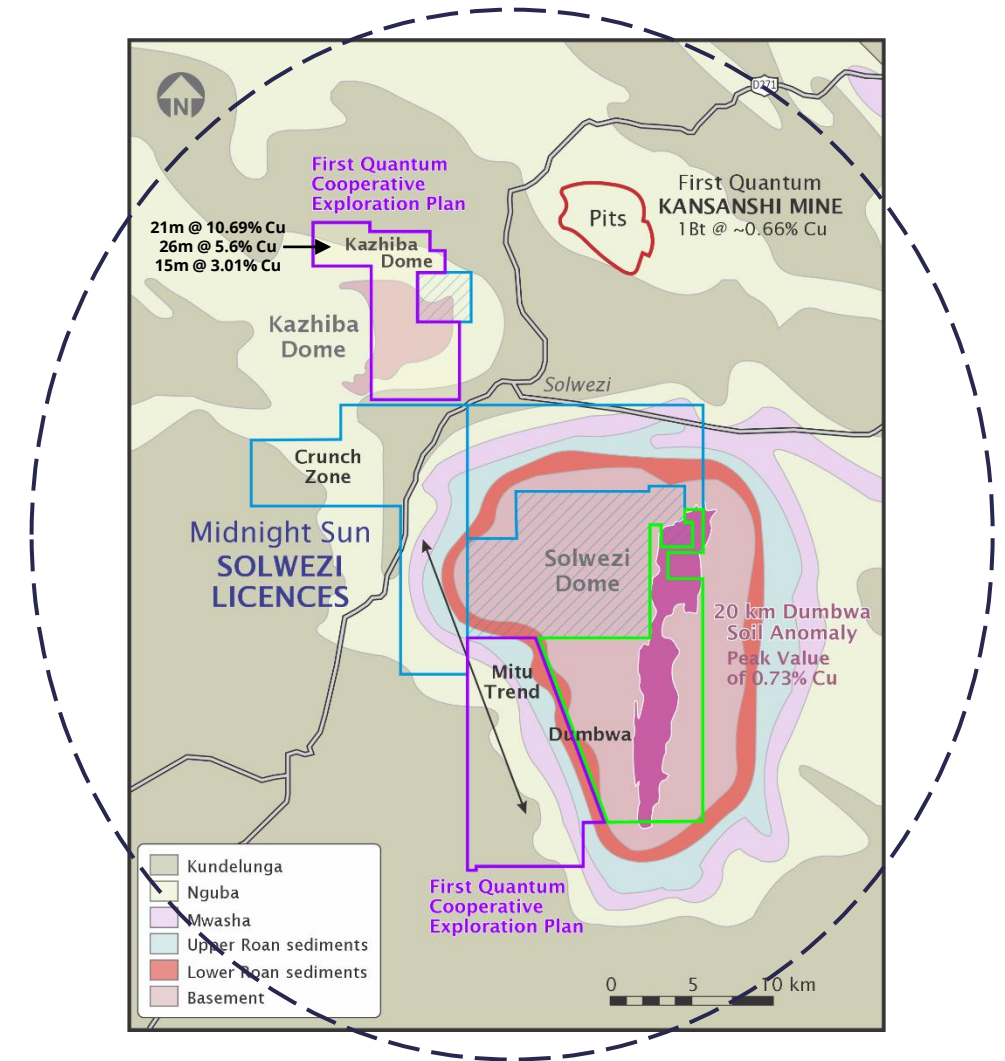 N
D271
First Quantum
Cooperative
Exploration Plan
First Quantum
KANSANSHI MINE
1Bt @ ~0.66% Cu
Pits
21m @ 10.69% Cu
26m @ 5.6% Cu
15m @ 3.01% Cu
Kazhiba
Dome
Kazhiba
Dome
Solwezi
Crunch
Zone
Midnight Sun
SOLWEZI
LICENCES
Solwezi
Dome
20 km Dumbwa
Soil Anomaly
Peak Value
of 0.73% Cu
Mitu
Trend
Dumbwa
First Quantum
Cooperative
Exploration Plan
Kundelunga
Nguba
Mwasha
Upper Roan sediments
Lower Roan sediments
Basement
0 5 10 km